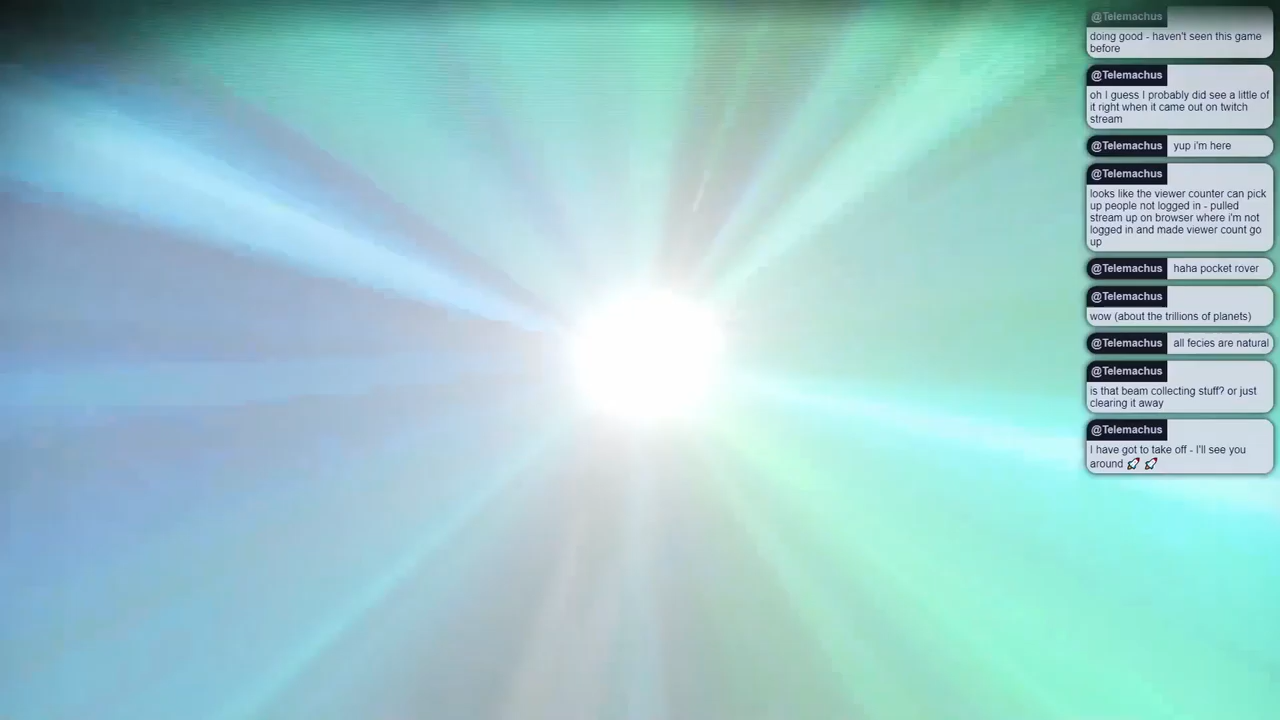 @Telemachus
doing good - haven't seen this game
before
@Telemachus
oh I guess I probably did see a little of
it right when it came out on twitch
stream
@Telemachus yup i'm here
@Telemachus
looks like the viewer counter can pick
up people not logged in - pulled
stream up on browser where i'm not
logged in and made viewer count go
up
@Telemachus haha pocket rover
@Telemachus
wow (about the trillions of planets)
@Telemachus all fecies are natural
@Telemachus
is that beam collecting stuff? or just
clearing it away
@Telemachus
I have got to take off - I'll see you
around 🚀 🚀